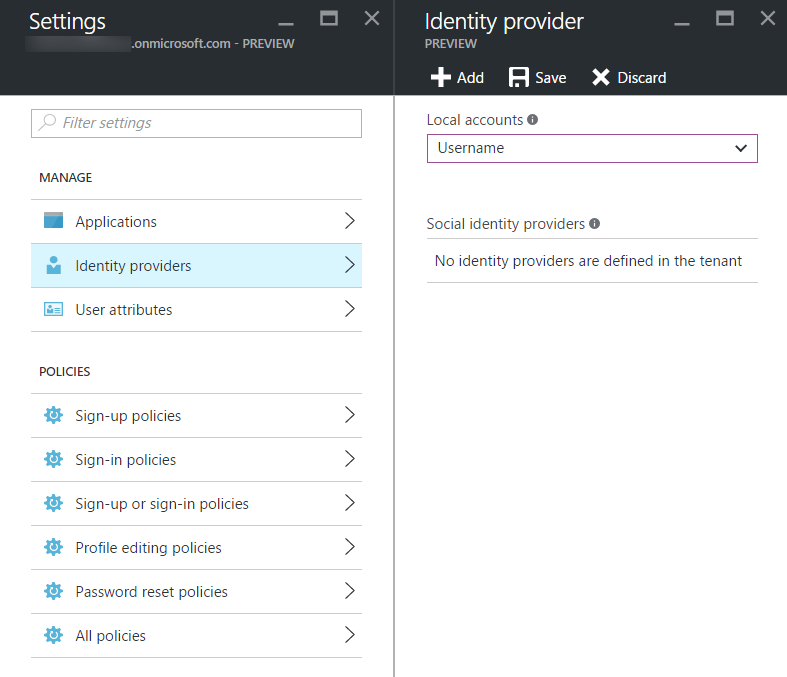 Settings
.onmicrosoft.com - PREVIEW
Filter settings
MANAGE
Applications
Identity providers
User attributes
POLICIES
Sign-up policies
Sign-in policies
Sign-up or sign-in policies
Profile editing policies
Password reset policies
All policies
Identity provider
PREVIEW
Add Save Discard
Local accounts
Username
Social identity providers
No identity providers are defined in the tenant